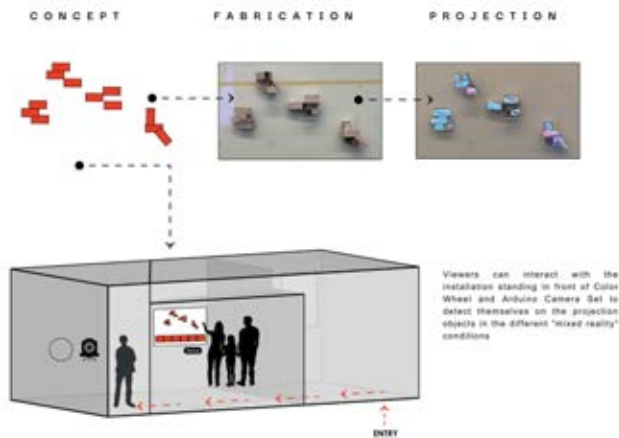 CONCEPT
FABRICATION
PROJECTION
Viewers can interact with the
installation standing in front of Color
Wheel and Arduino Camera Set to
detect themselves on the projection
objects in the different "mixed reality"
conditions
ENTRY